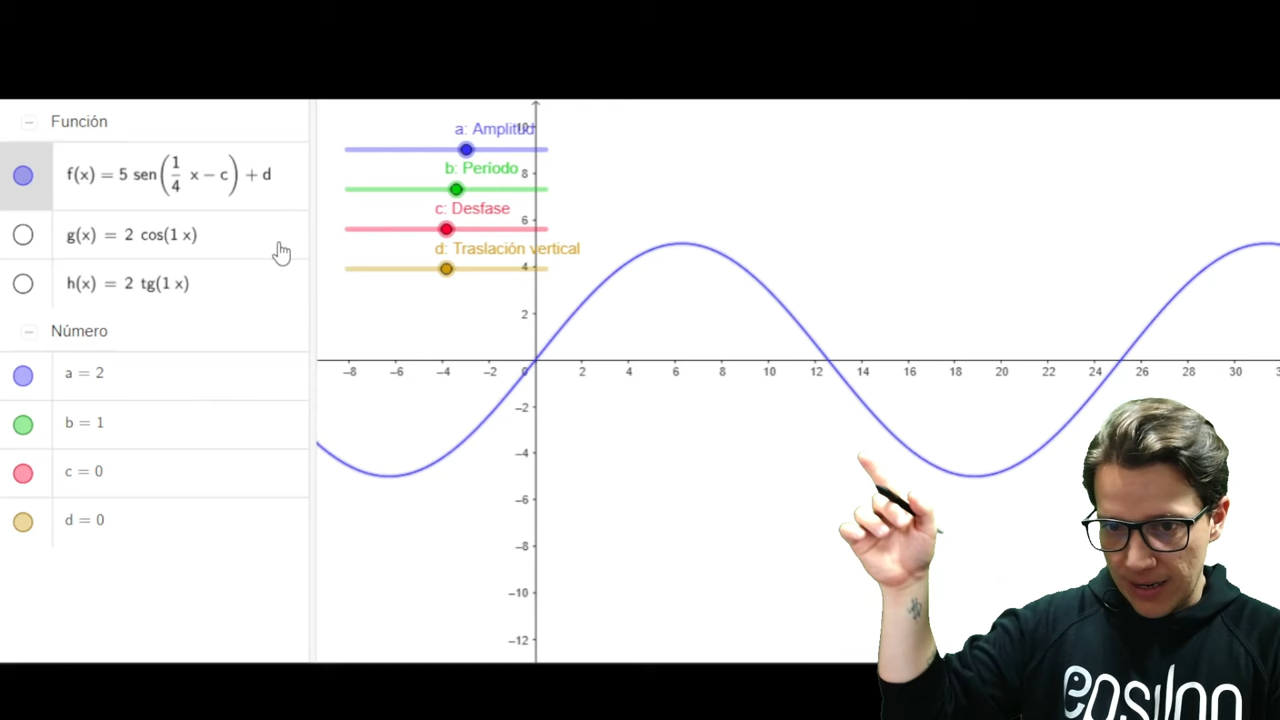 Función
f(x) = 5 sen(1/4 x − c) + d
g(x) = 2 cos(1 x)
h(x) = 2 tg(1 x)
Número
a = 2
b = 1
c = 0
d = 0
a: Amplitud
b: Período
c: Desfase
d: Traslación vertical
10
8
6
4
2
−8 −6 −4 −2 0 2 4 6 8 10 12 14 16 18 20 22 24 26 28 30
−2
−4
−6
−8
−10
−12
epsilon